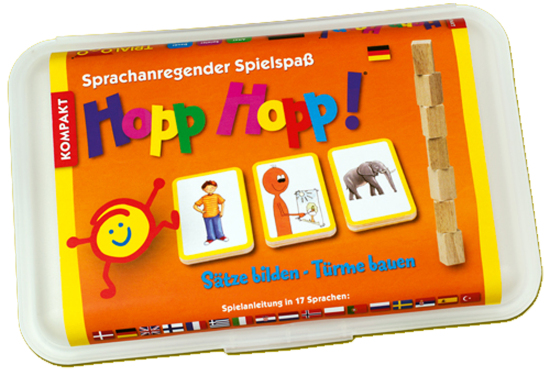 Sprachanregender Spielspaß
Hopp Hopp!
KOMPAKT
Sätze bilden - Türme bauen
Spielanleitung in 17 Sprachen: